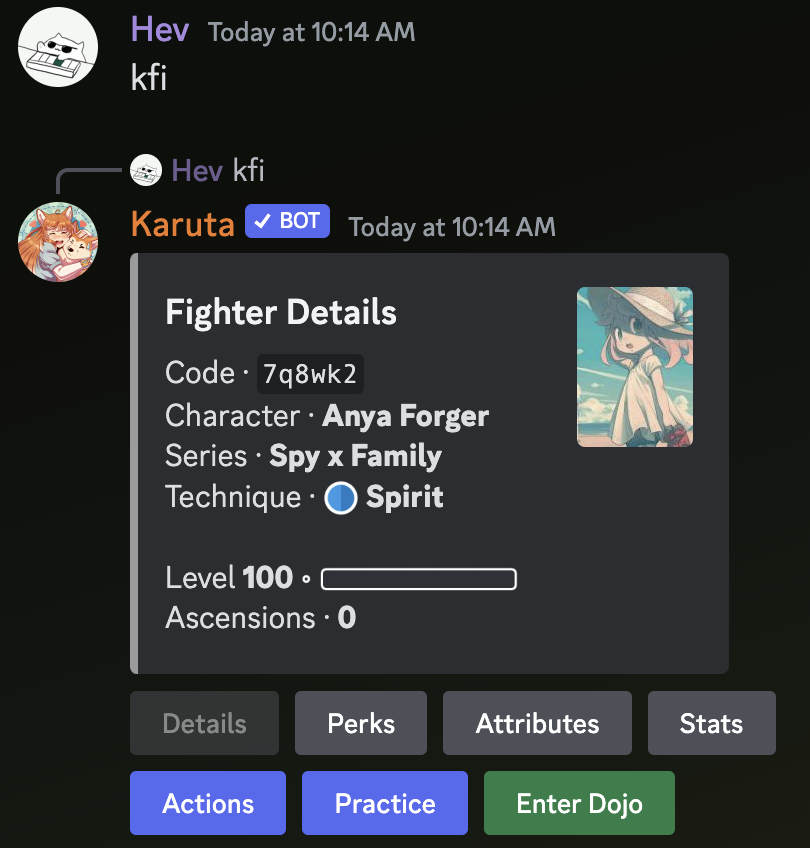 Hev Today at 10:14 AM
kfi
Hev kfi
Karuta ✓ BOT Today at 10:14 AM
Fighter Details
Code · 7q8wk2
Character · Anya Forger
Series · Spy x Family
Technique · Spirit
Level 100 ∘
Ascensions · 0
Details Perks Attributes Stats
Actions Practice Enter Dojo